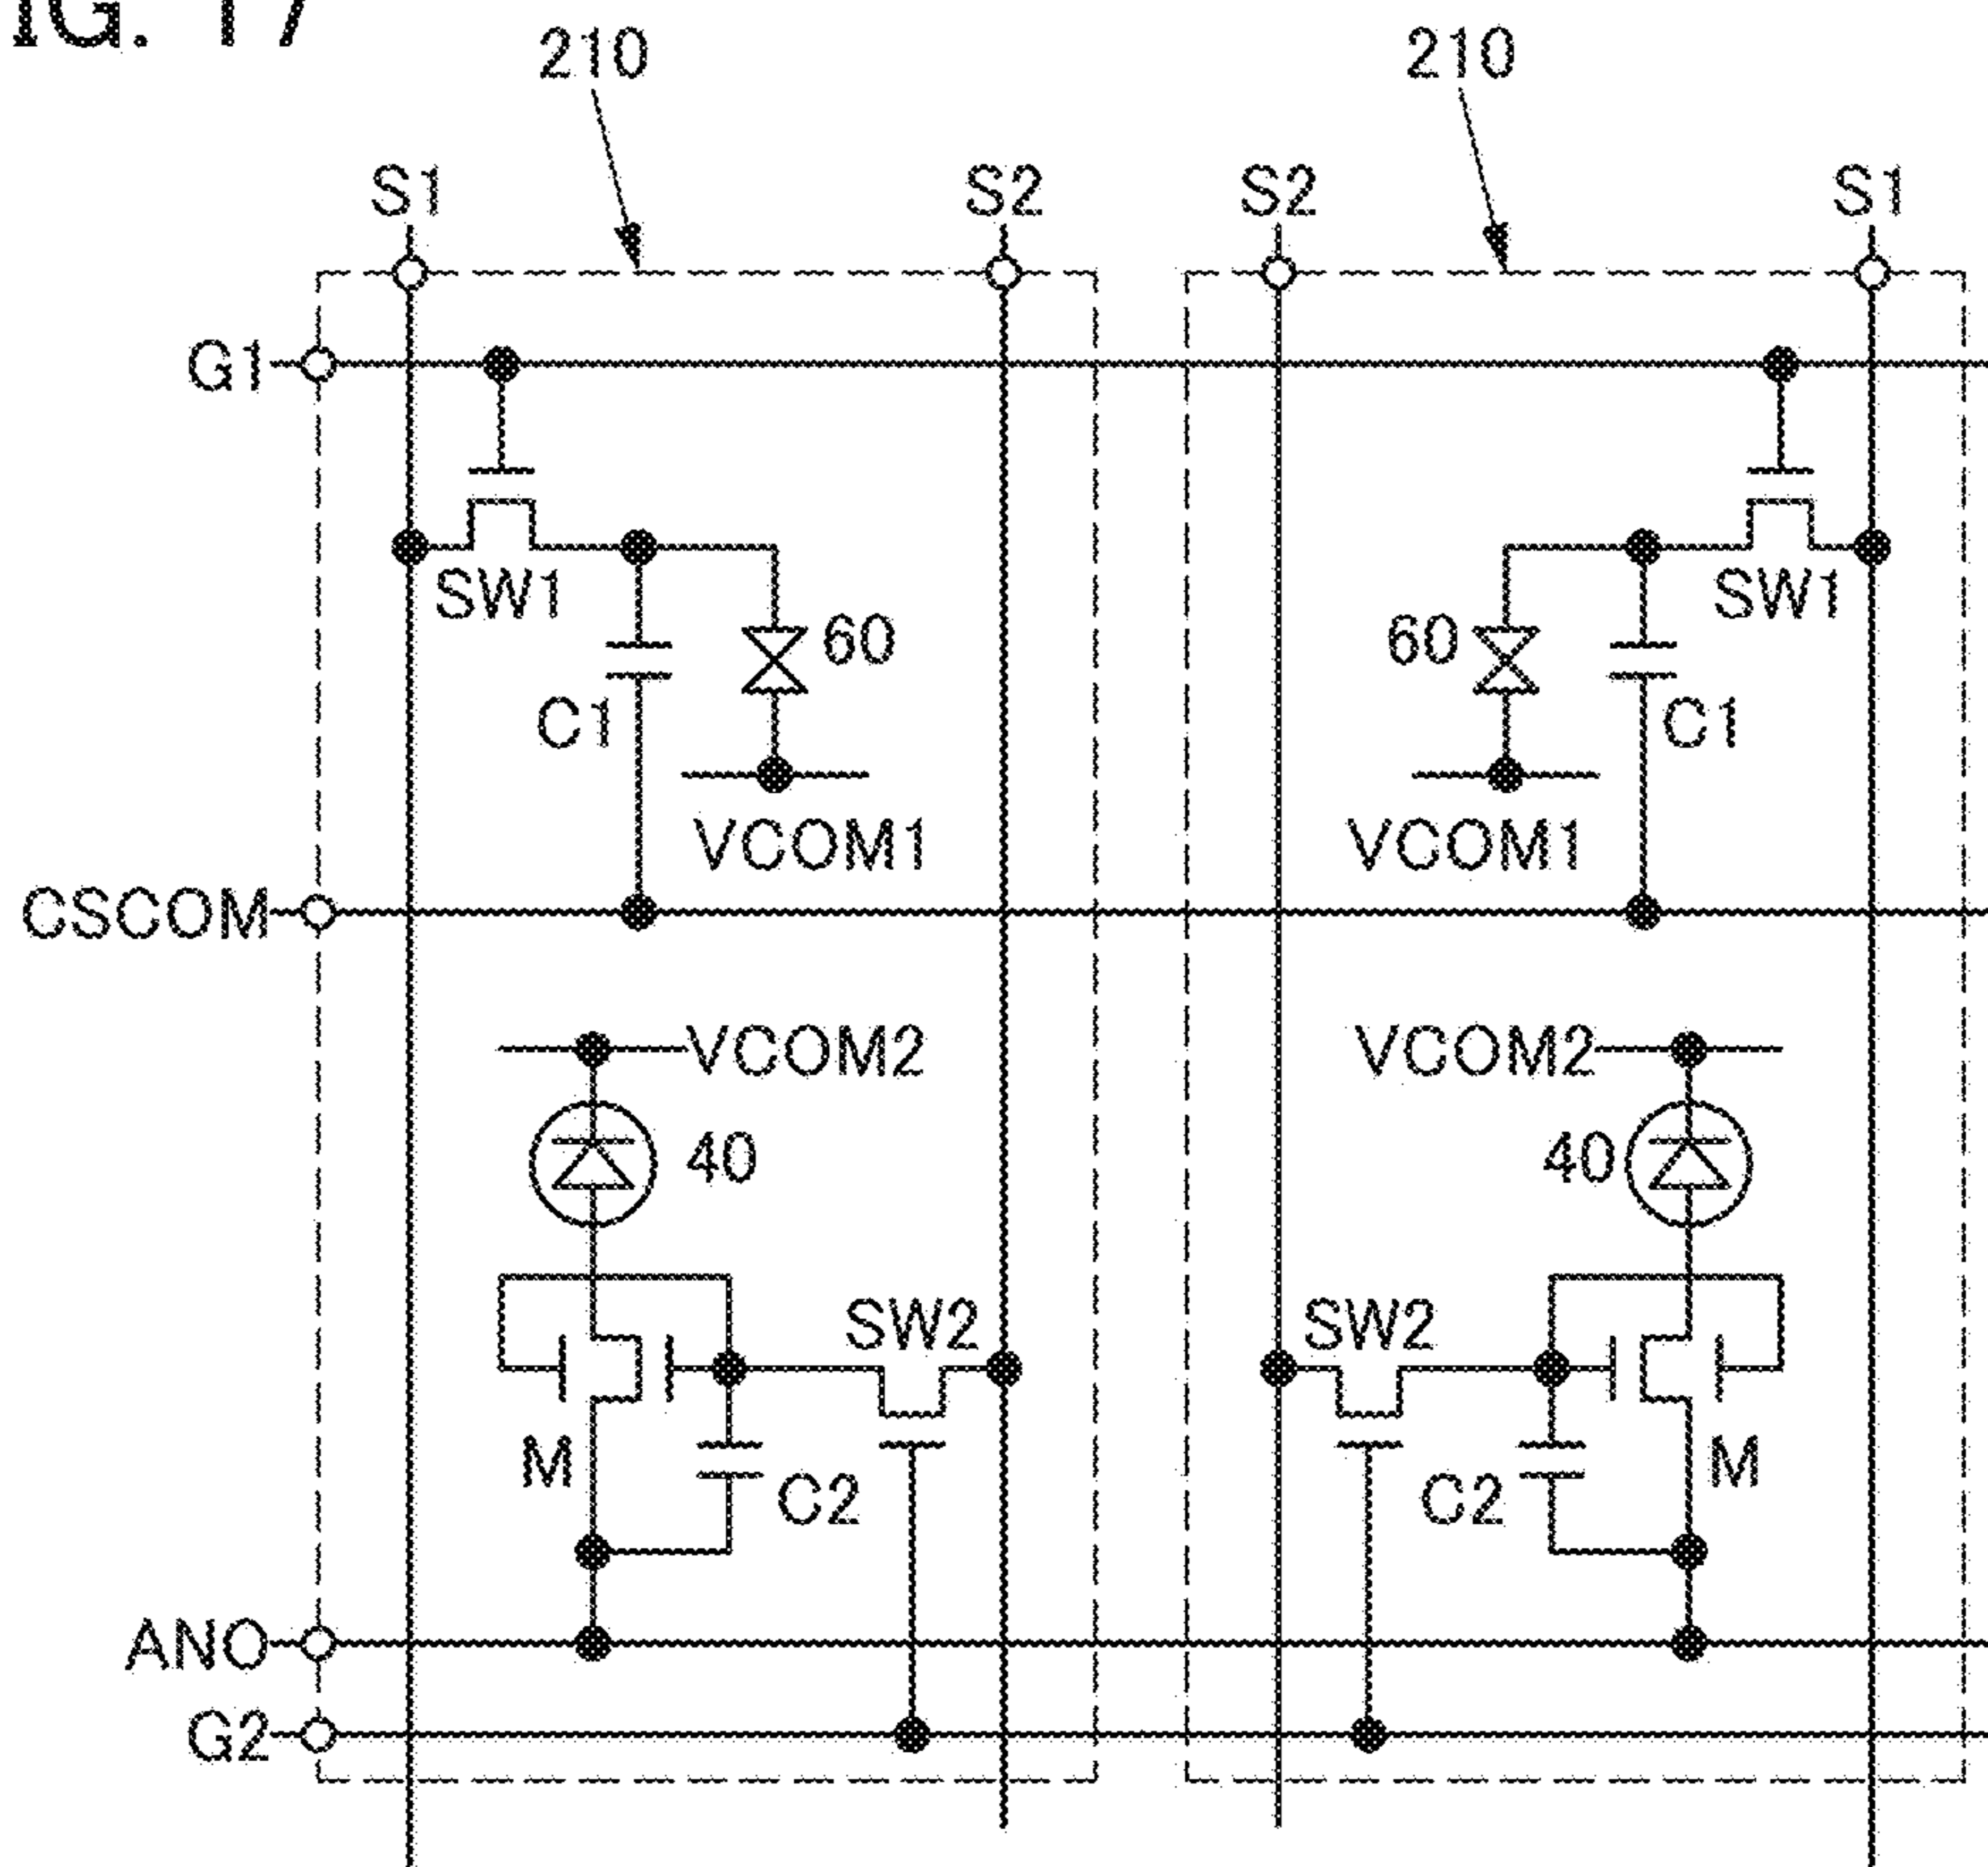 IG. 17
210 210
S1 S2 S2 S1
G1
SW1 60 60 SW1
C1 C1
VCOM1 VCOM1
CSCOM
VCOM2 VCOM2
40 40
SW2 SW2
M C2 C2 M
ANO
G2